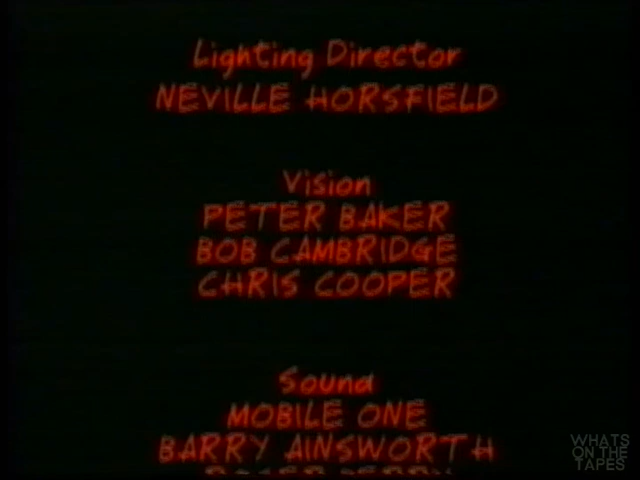 Lighting Director
NEVILLE HORSFIELD
Vision
PETER BAKER
BOB CAMBRIDGE
CHRIS COOPER
Sound
MOBILE ONE
BARRY AINSWORTH
WHATS
ON THE
TAPES